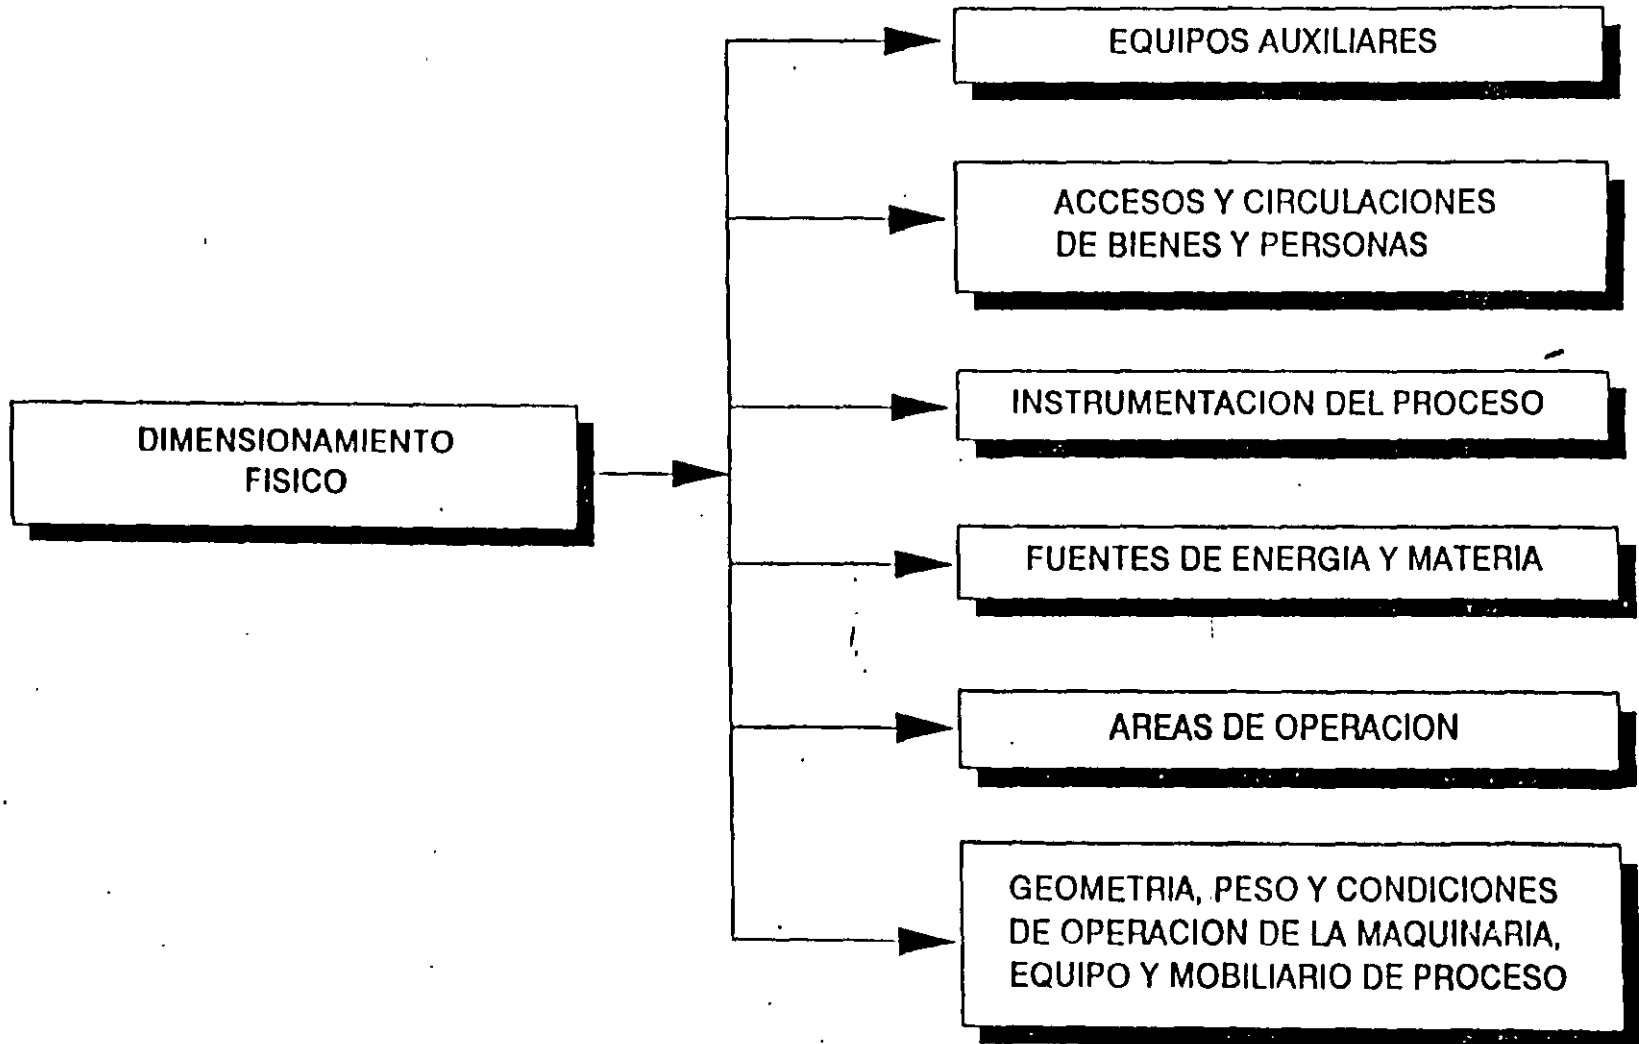 EQUIPOS AUXILIARES
ACCESOS Y CIRCULACIONES
DE BIENES Y PERSONAS
INSTRUMENTACION DEL PROCESO
DIMENSIONAMIENTO
FISICO
FUENTES DE ENERGIA Y MATERIA
AREAS DE OPERACION
GEOMETRIA, PESO Y CONDICIONES
DE OPERACION DE LA MAQUINARIA,
EQUIPO Y MOBILIARIO DE PROCESO